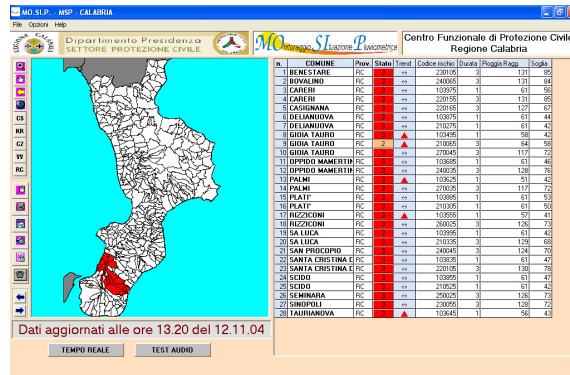 MO.SI.P. - MSP - CALABRIA
File Opzioni Help
Dipartimento Presidenza
SETTORE PROTEZIONE CIVILE
MOnitoraggio SItuazione Pluviometrica
Centro Funzionale di Protezione Civile
Regione Calabria
n. COMUNE Prov. Stato Trend Codice rischio Durata Pioggia Ragg. Soglia
1 BENESTARE RC 3 230105 3 131 85
2 BOVALINO RC 3 240065 3 131 84
3 CARERI RC 3 103975 1 61 56
4 CARERI RC 3 220155 3 131 85
5 CASIGNANA RC 3 220165 3 127 67
6 DELIANUOVA RC 3 103875 1 61 44
7 DELIANUOVA RC 3 210275 1 61 42
8 GIOIA TAURO RC 3 103495 1 58 42
9 GIOIA TAURO RC 2 210065 3 64 58
10 GIOIA TAURO RC 3 270045 3 117 72
11 OPPIDO MAMERTIN RC 3 103685 1 61 46
12 OPPIDO MAMERTIN RC 3 240035 3 128 76
13 PALMI RC 3 103625 1 51 42
14 PALMI RC 3 270035 3 117 72
15 PLATI' RC 3 103885 1 61 53
16 PLATI' RC 3 210305 1 61 50
17 RIZZICONI RC 3 103555 1 57 41
18 RIZZICONI RC 3 260025 3 126 73
19 SA LUCA RC 3 103995 1 61 42
20 SA LUCA RC 3 210335 3 129 68
21 SAN PROCOPIO RC 3 240045 3 124 70
22 SANTA CRISTINA D RC 3 103835 1 61 47
23 SANTA CRISTINA D RC 3 220105 3 130 78
24 SCIDO RC 3 103855 1 61 47
25 SCIDO RC 3 210525 1 61 42
26 SEMINARA RC 3 250025 3 126 73
27 SINOPOLI RC 3 230055 3 128 72
28 TAURIANOVA RC 3 103645 1 56 43
CS
KR
CZ
VV
RC
Dati aggiornati alle ore 13.20 del 12.11.04
TEMPO REALE TEST AUDIO